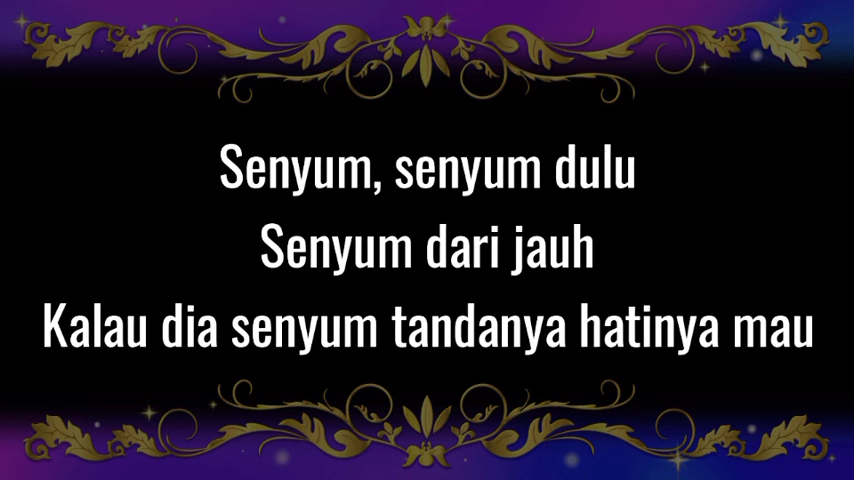 Senyum, senyum dulu
Senyum dari jauh
Kalau dia senyum tandanya hatinya mau